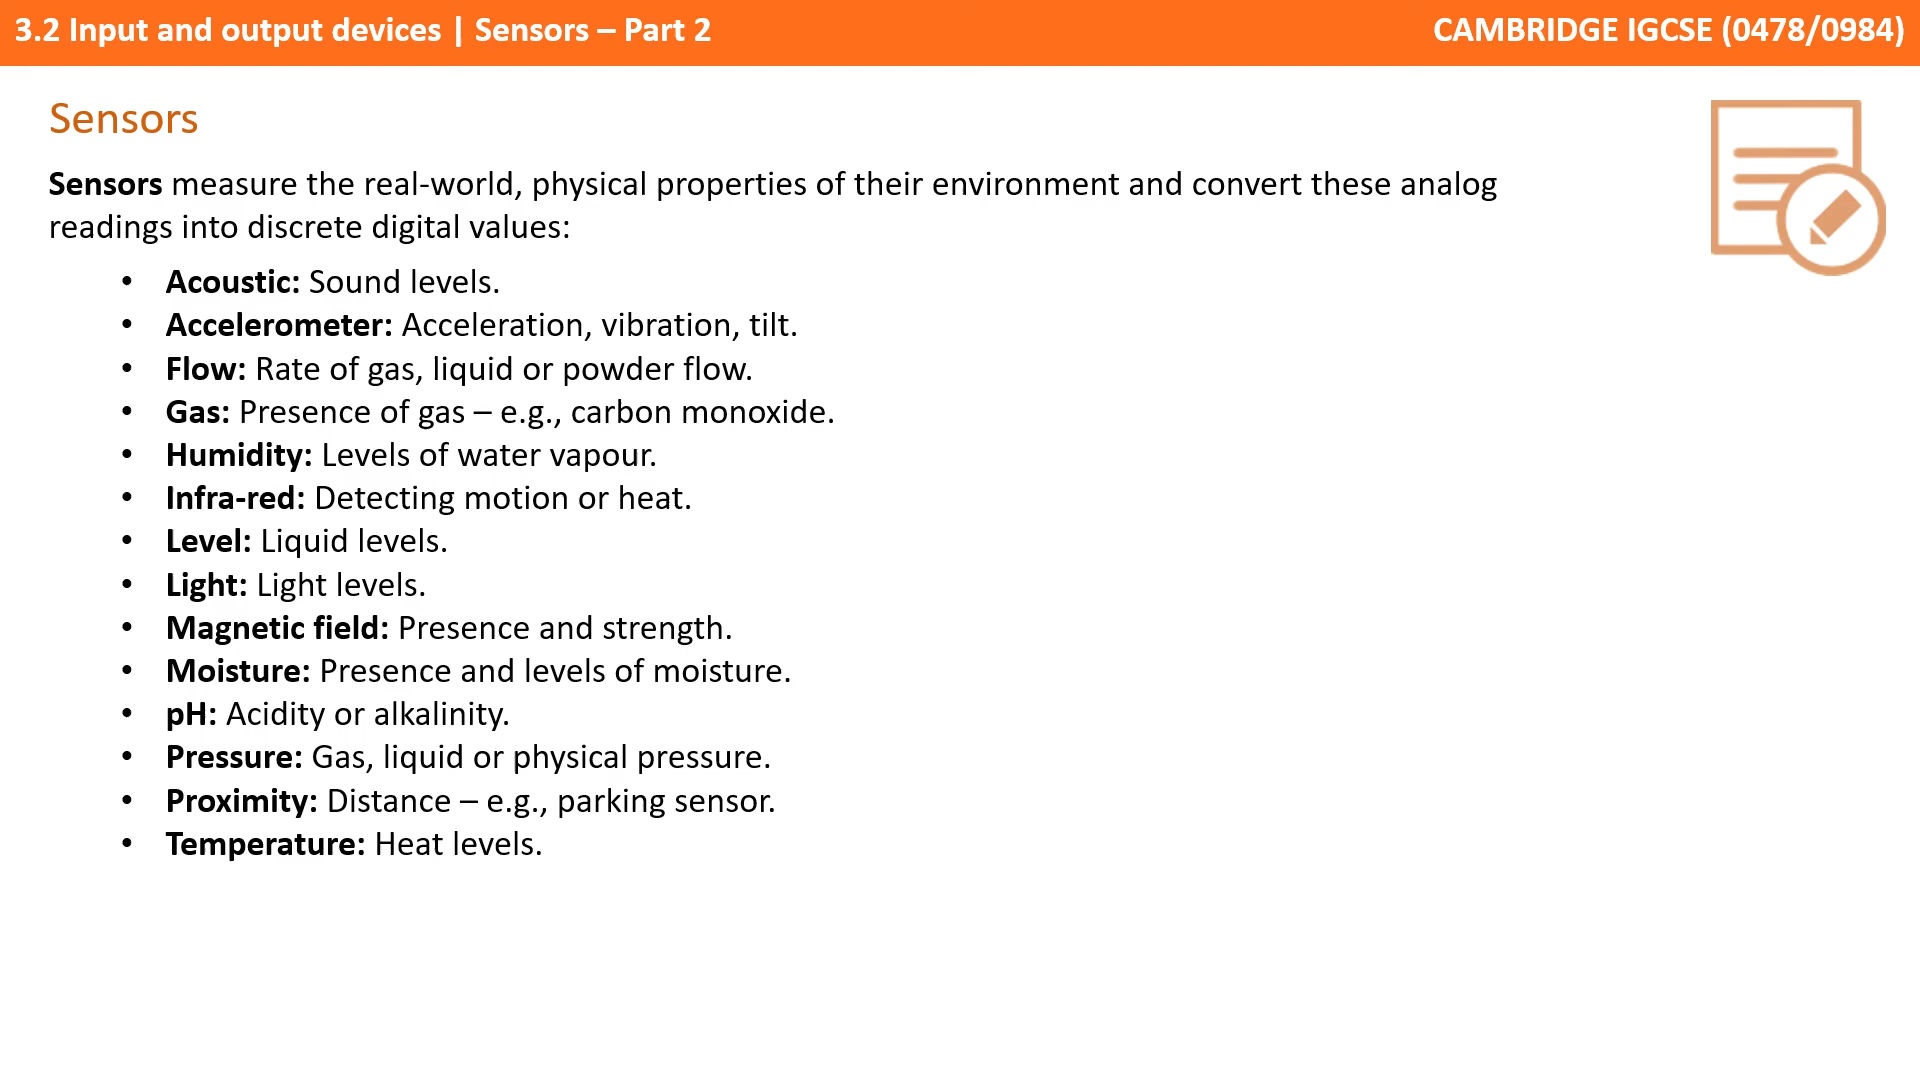 3.2 Input and output devices | Sensors – Part 2
CAMBRIDGE IGCSE (0478/0984)
Sensors
Sensors measure the real-world, physical properties of their environment and convert these analog
readings into discrete digital values:
• Acoustic: Sound levels.
• Accelerometer: Acceleration, vibration, tilt.
• Flow: Rate of gas, liquid or powder flow.
• Gas: Presence of gas – e.g., carbon monoxide.
• Humidity: Levels of water vapour.
• Infra-red: Detecting motion or heat.
• Level: Liquid levels.
• Light: Light levels.
• Magnetic field: Presence and strength.
• Moisture: Presence and levels of moisture.
• pH: Acidity or alkalinity.
• Pressure: Gas, liquid or physical pressure.
• Proximity: Distance – e.g., parking sensor.
• Temperature: Heat levels.